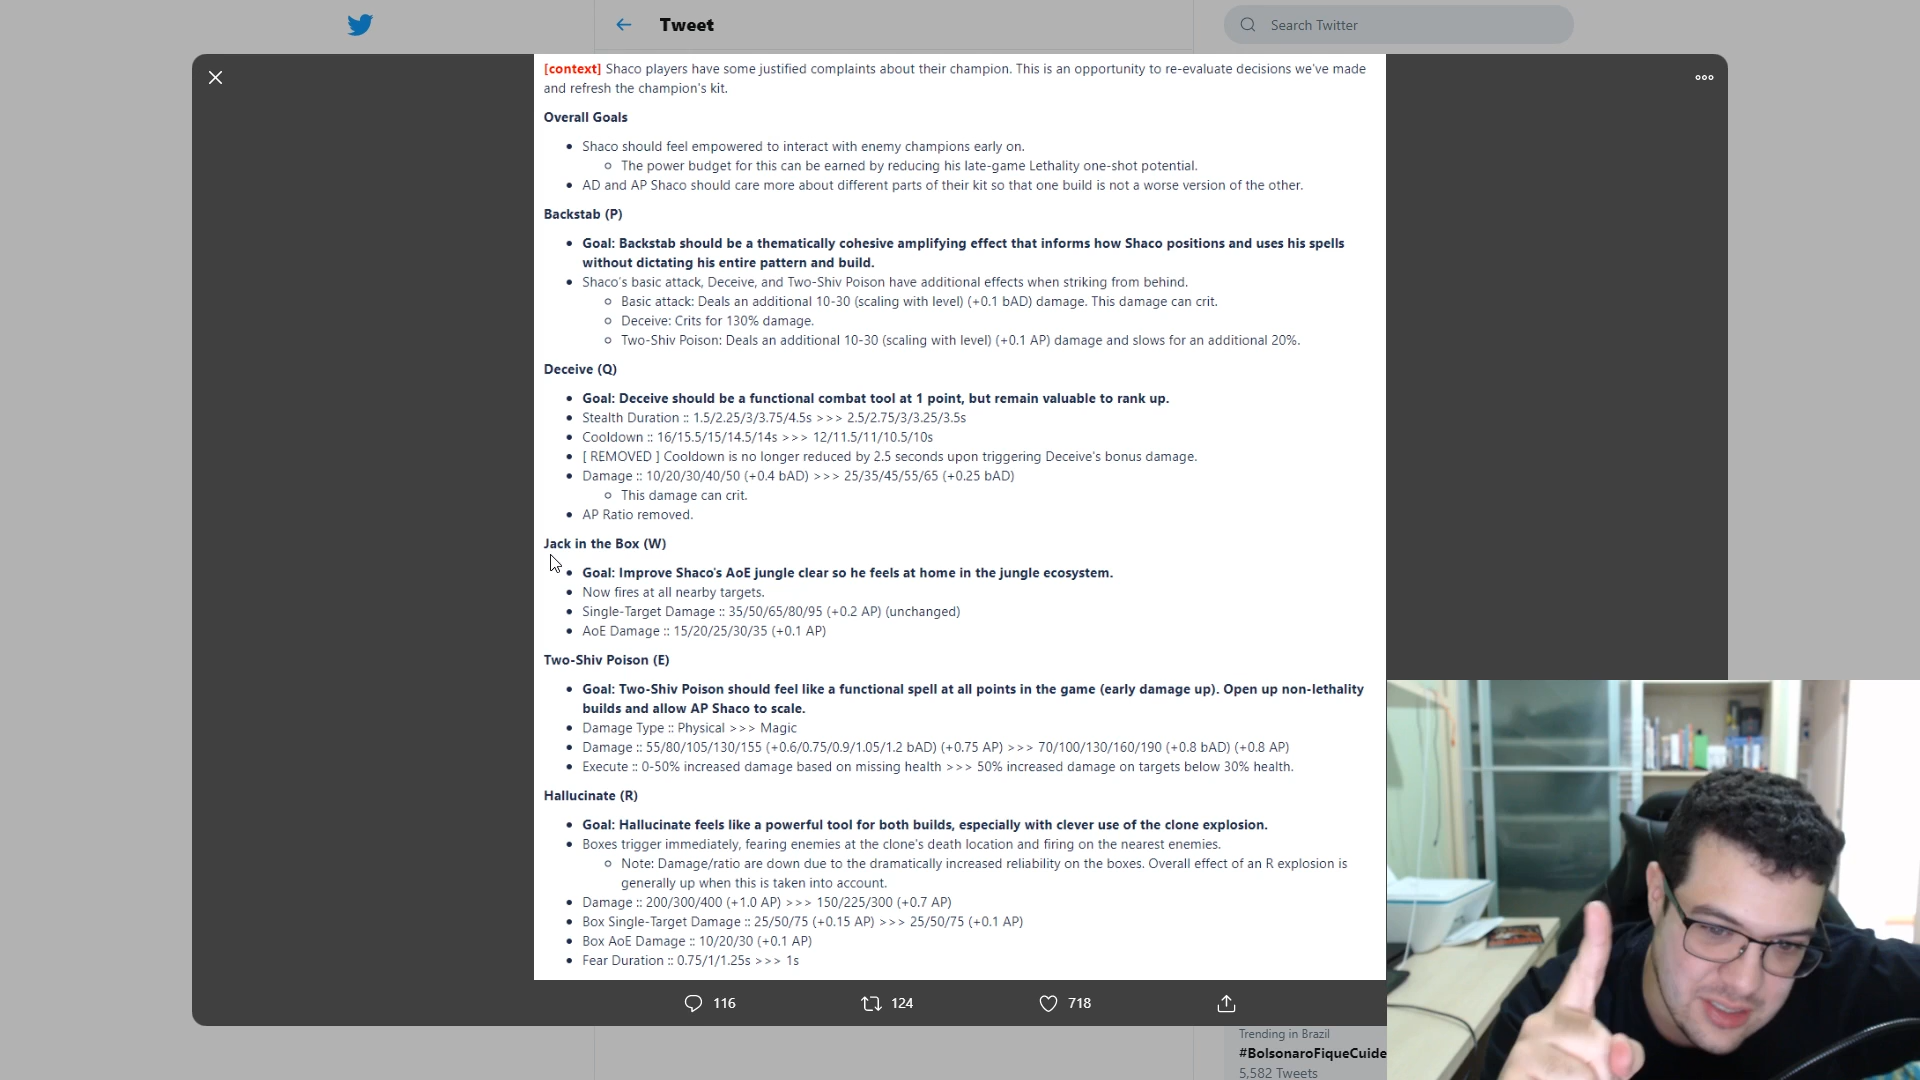 Tweet
Search Twitter
[context] Shaco players have some justified complaints about their champion. This is an opportunity to re-evaluate decisions we've made
and refresh the champion's kit.
Overall Goals
Shaco should feel empowered to interact with enemy champions early on.
The power budget for this can be earned by reducing his late-game Lethality one-shot potential.
AD and AP Shaco should care more about different parts of their kit so that one build is not a worse version of the other.
Backstab (P)
Goal: Backstab should be a thematically cohesive amplifying effect that informs how Shaco positions and uses his spells
without dictating his entire pattern and build.
Shaco's basic attack, Deceive, and Two-Shiv Poison have additional effects when striking from behind.
Basic attack: Deals an additional 10-30 (scaling with level) (+0.1 bAD) damage. This damage can crit.
Deceive: Crits for 130% damage.
Two-Shiv Poison: Deals an additional 10-30 (scaling with level) (+0.1 AP) damage and slows for an additional 20%.
Deceive (Q)
Goal: Deceive should be a functional combat tool at 1 point, but remain valuable to rank up.
Stealth Duration :: 1.5/2.25/3/3.75/4.5s >>> 2.5/2.75/3/3.25/3.5s
Cooldown :: 16/15.5/15/14.5/14s >>> 12/11.5/11/10.5/10s
[ REMOVED ] Cooldown is no longer reduced by 2.5 seconds upon triggering Deceive's bonus damage.
Damage :: 10/20/30/40/50 (+0.4 bAD) >>> 25/35/45/55/65 (+0.25 bAD)
This damage can crit.
AP Ratio removed.
Jack in the Box (W)
Goal: Improve Shaco's AoE jungle clear so he feels at home in the jungle ecosystem.
Now fires at all nearby targets.
Single-Target Damage :: 35/50/65/80/95 (+0.2 AP) (unchanged)
AoE Damage :: 15/20/25/30/35 (+0.1 AP)
Two-Shiv Poison (E)
Goal: Two-Shiv Poison should feel like a functional spell at all points in the game (early damage up). Open up non-lethality
builds and allow AP Shaco to scale.
Damage Type :: Physical >>> Magic
Damage :: 55/80/105/130/155 (+0.6/0.75/0.9/1.05/1.2 bAD) (+0.75 AP) >>> 70/100/130/160/190 (+0.8 bAD) (+0.8 AP)
Execute :: 0-50% increased damage based on missing health >>> 50% increased damage on targets below 30% health.
Hallucinate (R)
Goal: Hallucinate feels like a powerful tool for both builds, especially with clever use of the clone explosion.
Boxes trigger immediately, fearing enemies at the clone's death location and firing on the nearest enemies.
Note: Damage/ratio are down due to the dramatically increased reliability on the boxes. Overall effect of an R explosion is
generally up when this is taken into account.
Damage :: 200/300/400 (+1.0 AP) >>> 150/225/300 (+0.7 AP)
Box Single-Target Damage :: 25/50/75 (+0.15 AP) >>> 25/50/75 (+0.1 AP)
Box AoE Damage :: 10/20/30 (+0.1 AP)
Fear Duration :: 0.75/1/1.25s >>> 1s
116 124 718
Trending in Brazil
#BolsonaroFiqueCuide
5,582 Tweets